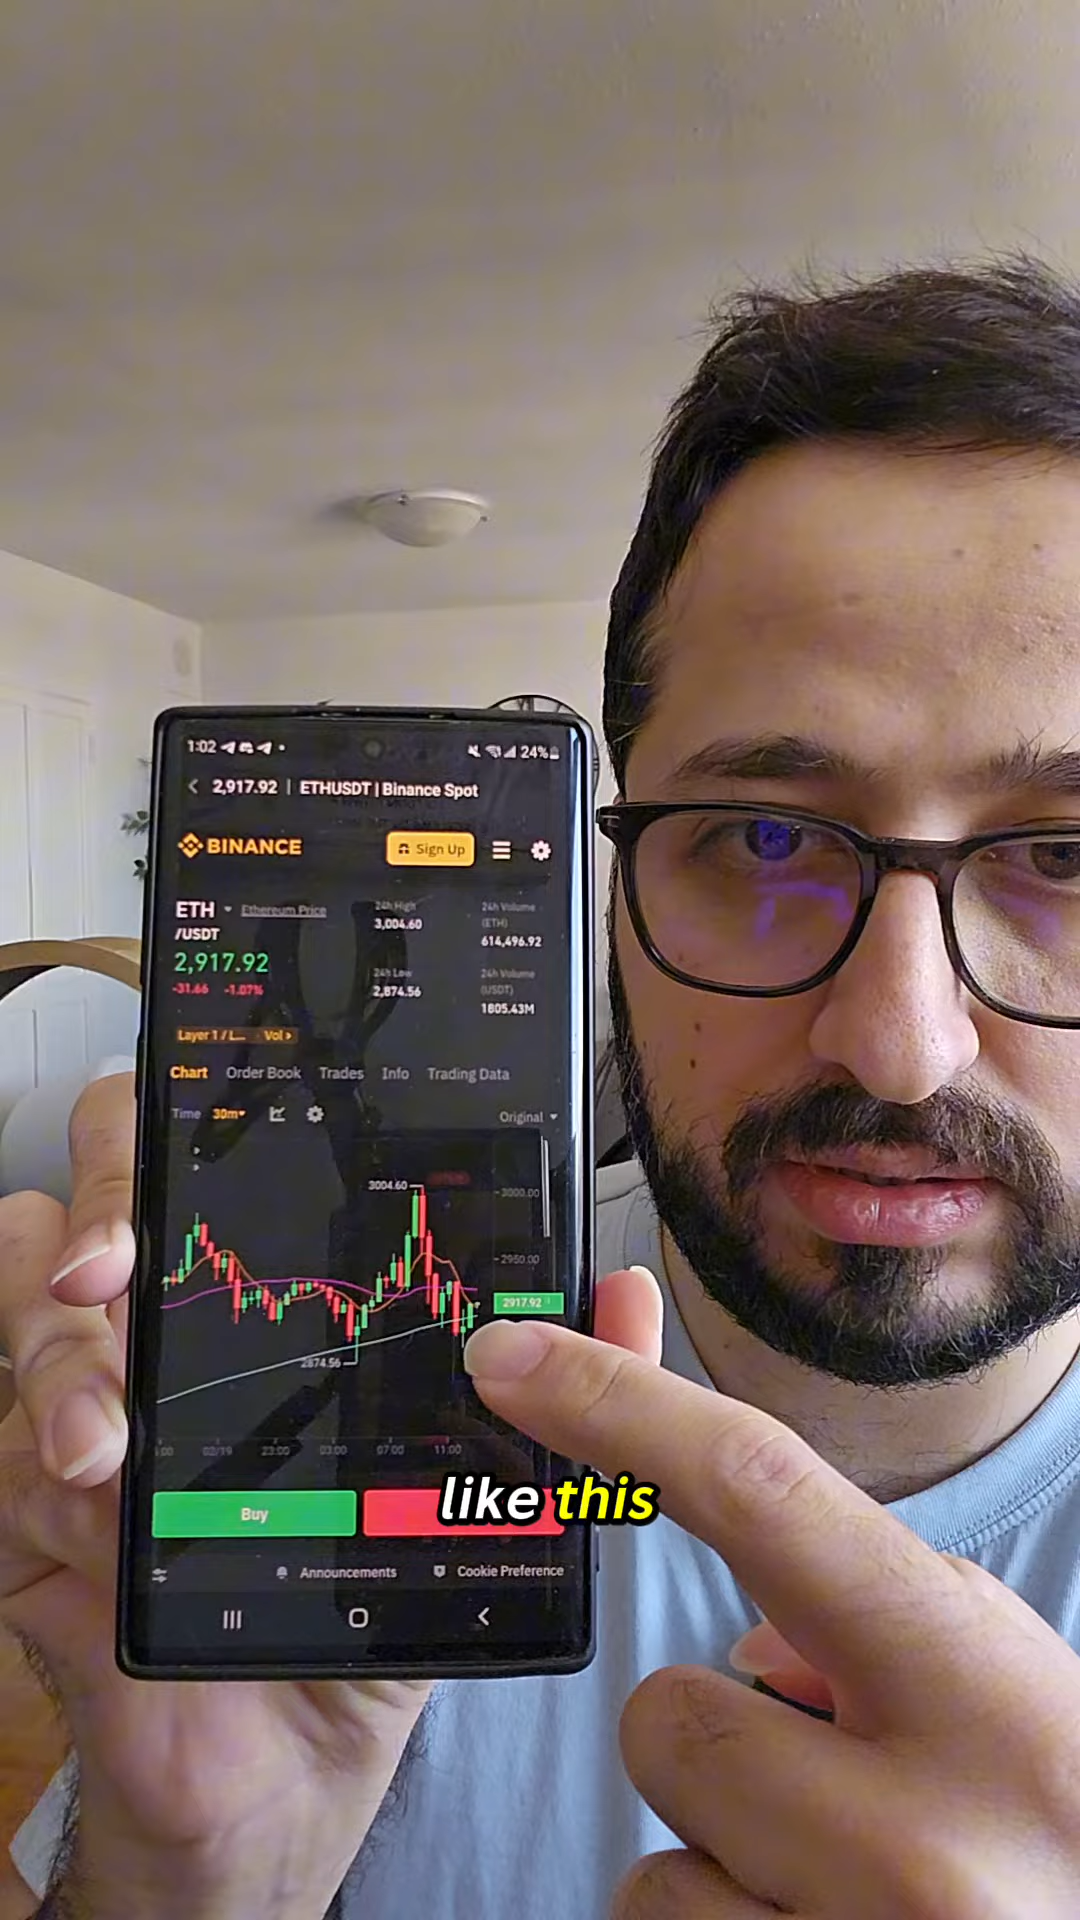 1:02
24%
2,917.92 | ETHUSDT | Binance Spot
BINANCE
Sign Up
ETH
Ethereum Price
/USDT
2,917.92
-31.66 -1.07%
24h High
3,004.60
24h Low
2,874.56
24h Volume
(ETH)
614,496.92
24h Volume
(USDT)
1805.43M
Layer 1 / L... Vol
Chart Order Book Trades Info Trading Data
Time 30m
Original
3004.60
3000.00
2950.00
2917.92
2874.56
02/19 23:00 03:00 07:00 11:00
Buy
like this
Announcements Cookie Preference